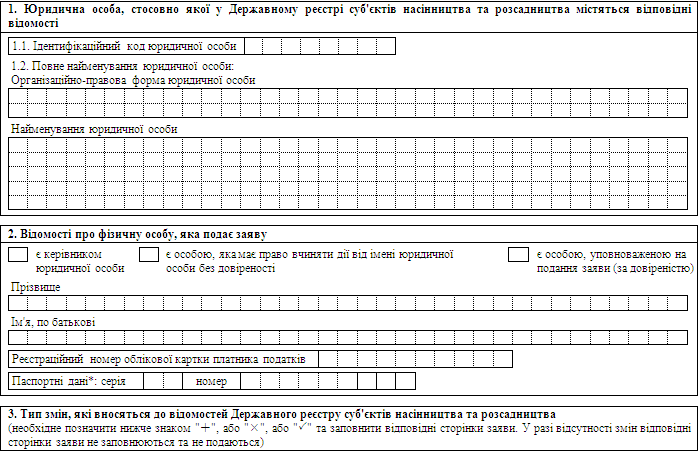 1. Юридична особа, стосовно якої у Державному реєстрі суб'єктів насінництва та розсадництва містяться відповідні
відомості
1.1. Ідентифікаційний код юридичної особи
1.2. Повне найменування юридичної особи:
Організаційно-правова форма юридичної особи
Найменування юридичної особи
2. Відомості про фізичну особу, яка подає заяву
є керівником
юридичної особи
є особою, яка має право вчиняти дії від імені юридичної
особи без довіреності
є особою, уповноваженою на
подання заяви (за довіреністю)
Прізвище
Ім'я, по батькові
Реєстраційний номер облікової картки платника податків
Паспортні дані*: серія номер
3. Тип змін, які вносяться до відомостей Державного реєстру суб'єктів насінництва та розсадництва
(необхідне позначити нижче знаком "+", або "×", або "✓" та заповнити відповідні сторінки заяви. У разі відсутності змін відповідні
сторінки заяви не заповнюються та не подаються)